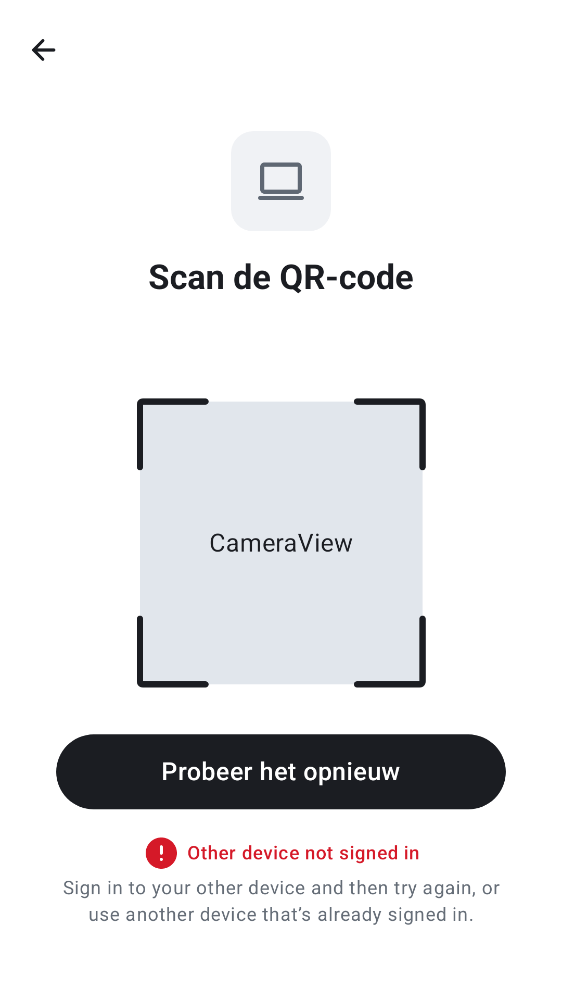 Scan de QR-code
CameraView
Probeer het opnieuw
Other device not signed in
Sign in to your other device and then try again, or
use another device that’s already signed in.